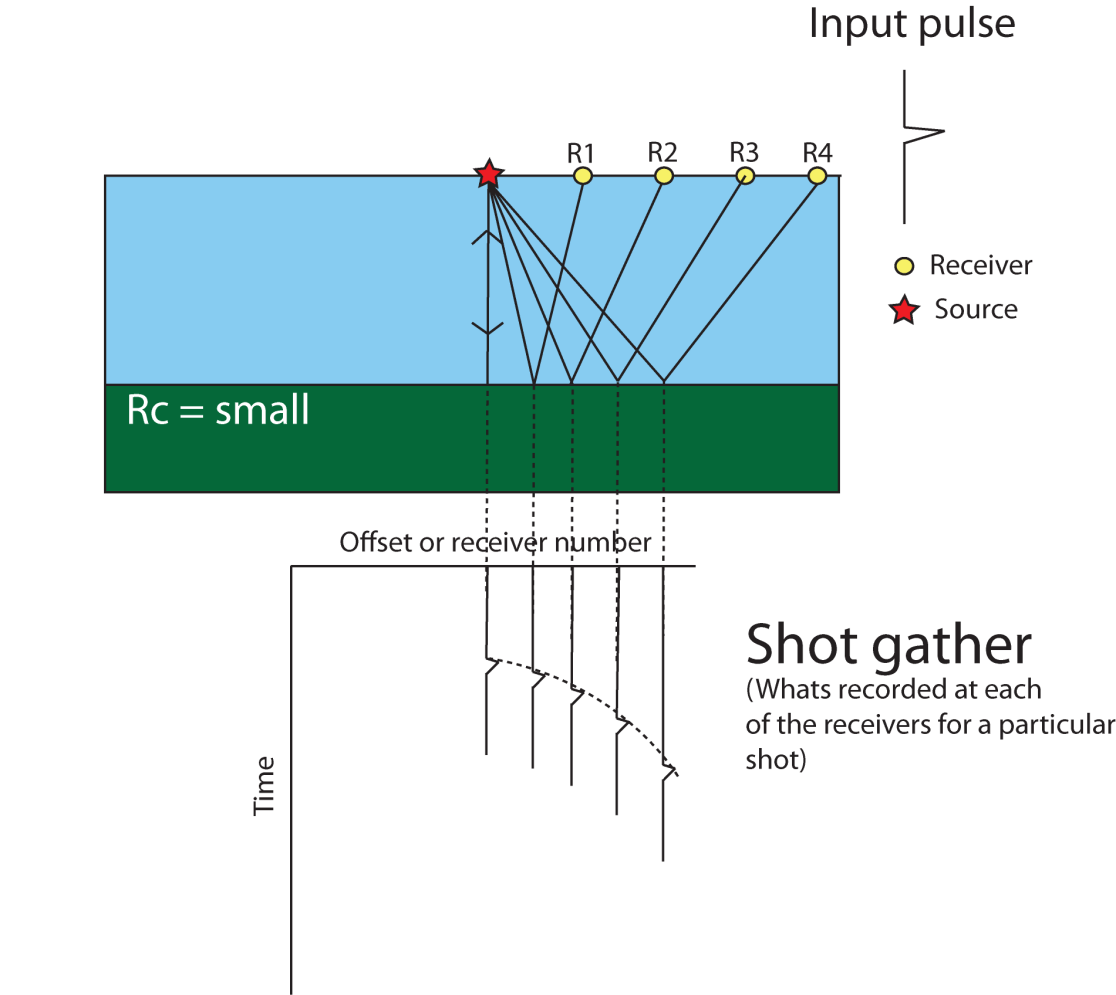 Input pulse
R1
R2
R3
R4
Receiver
Source
Rc = small
Offset or receiver number
Shot gather
(Whats recorded at each
of the receivers for a particular
shot)
Time